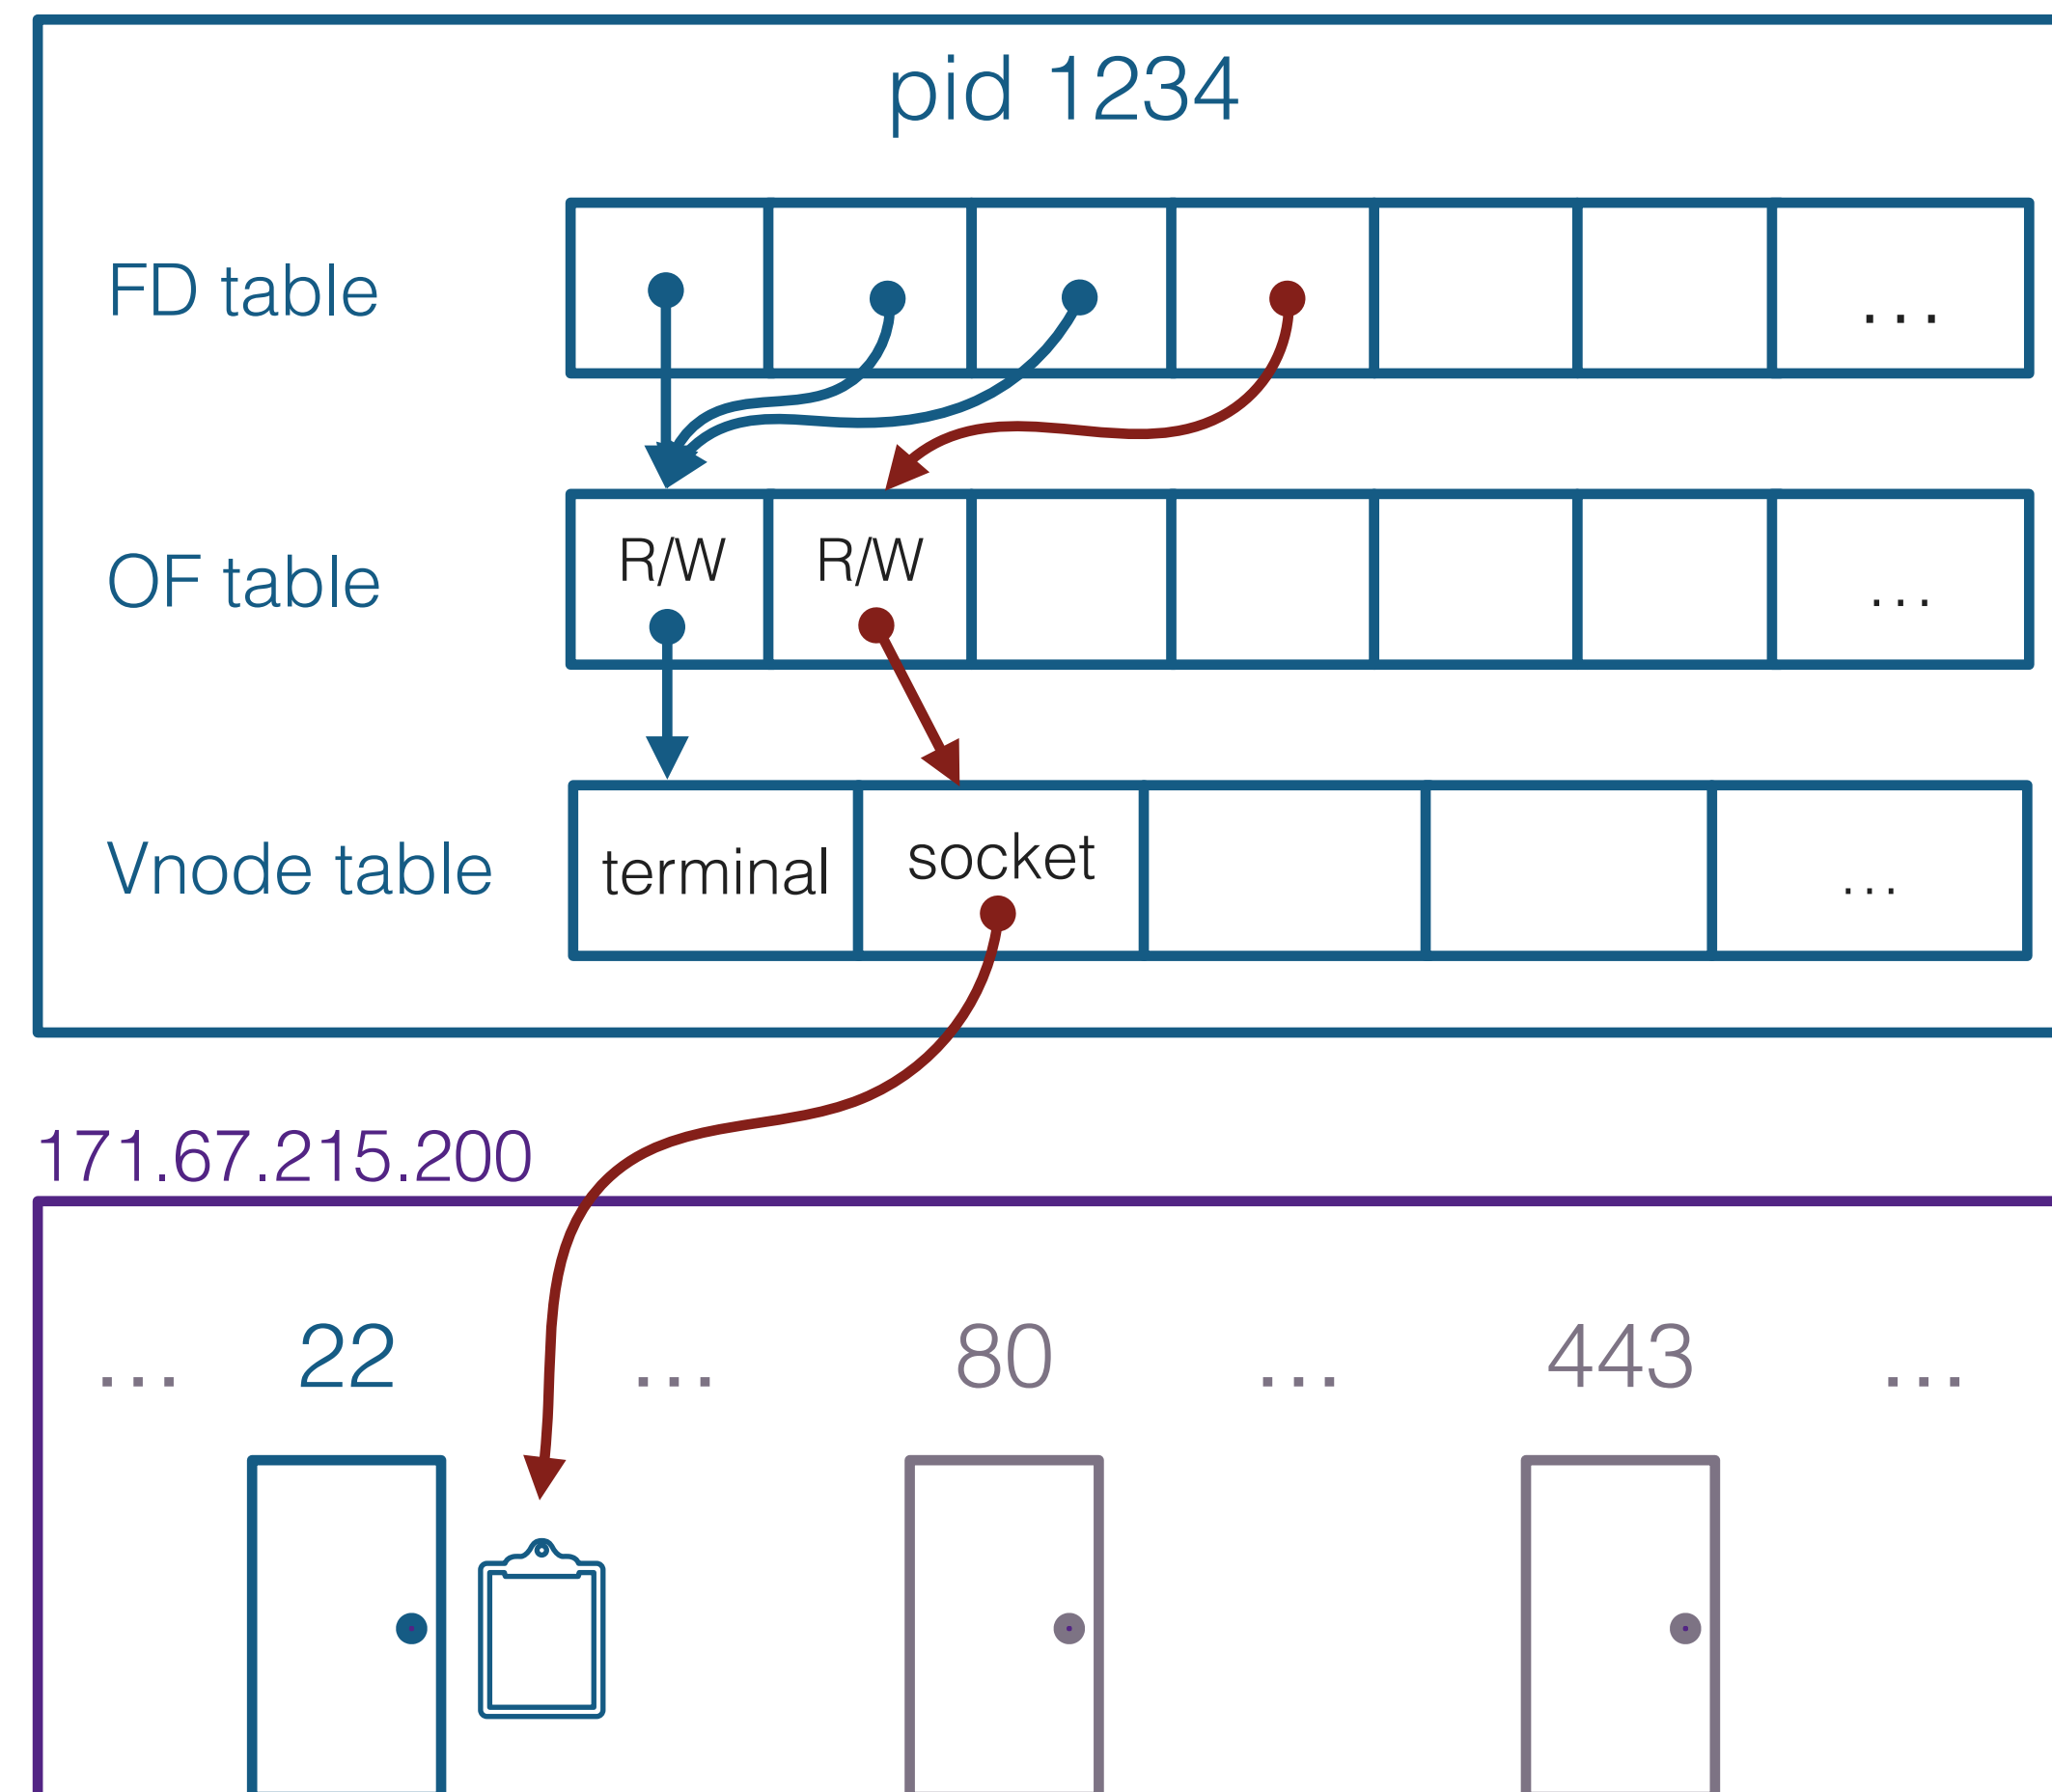 pid 1234
FD table
...
OF table
R/W R/W
...
Vnode table
terminal socket
...
171.67.215.200
... 22 ... 80 ... 443 ...